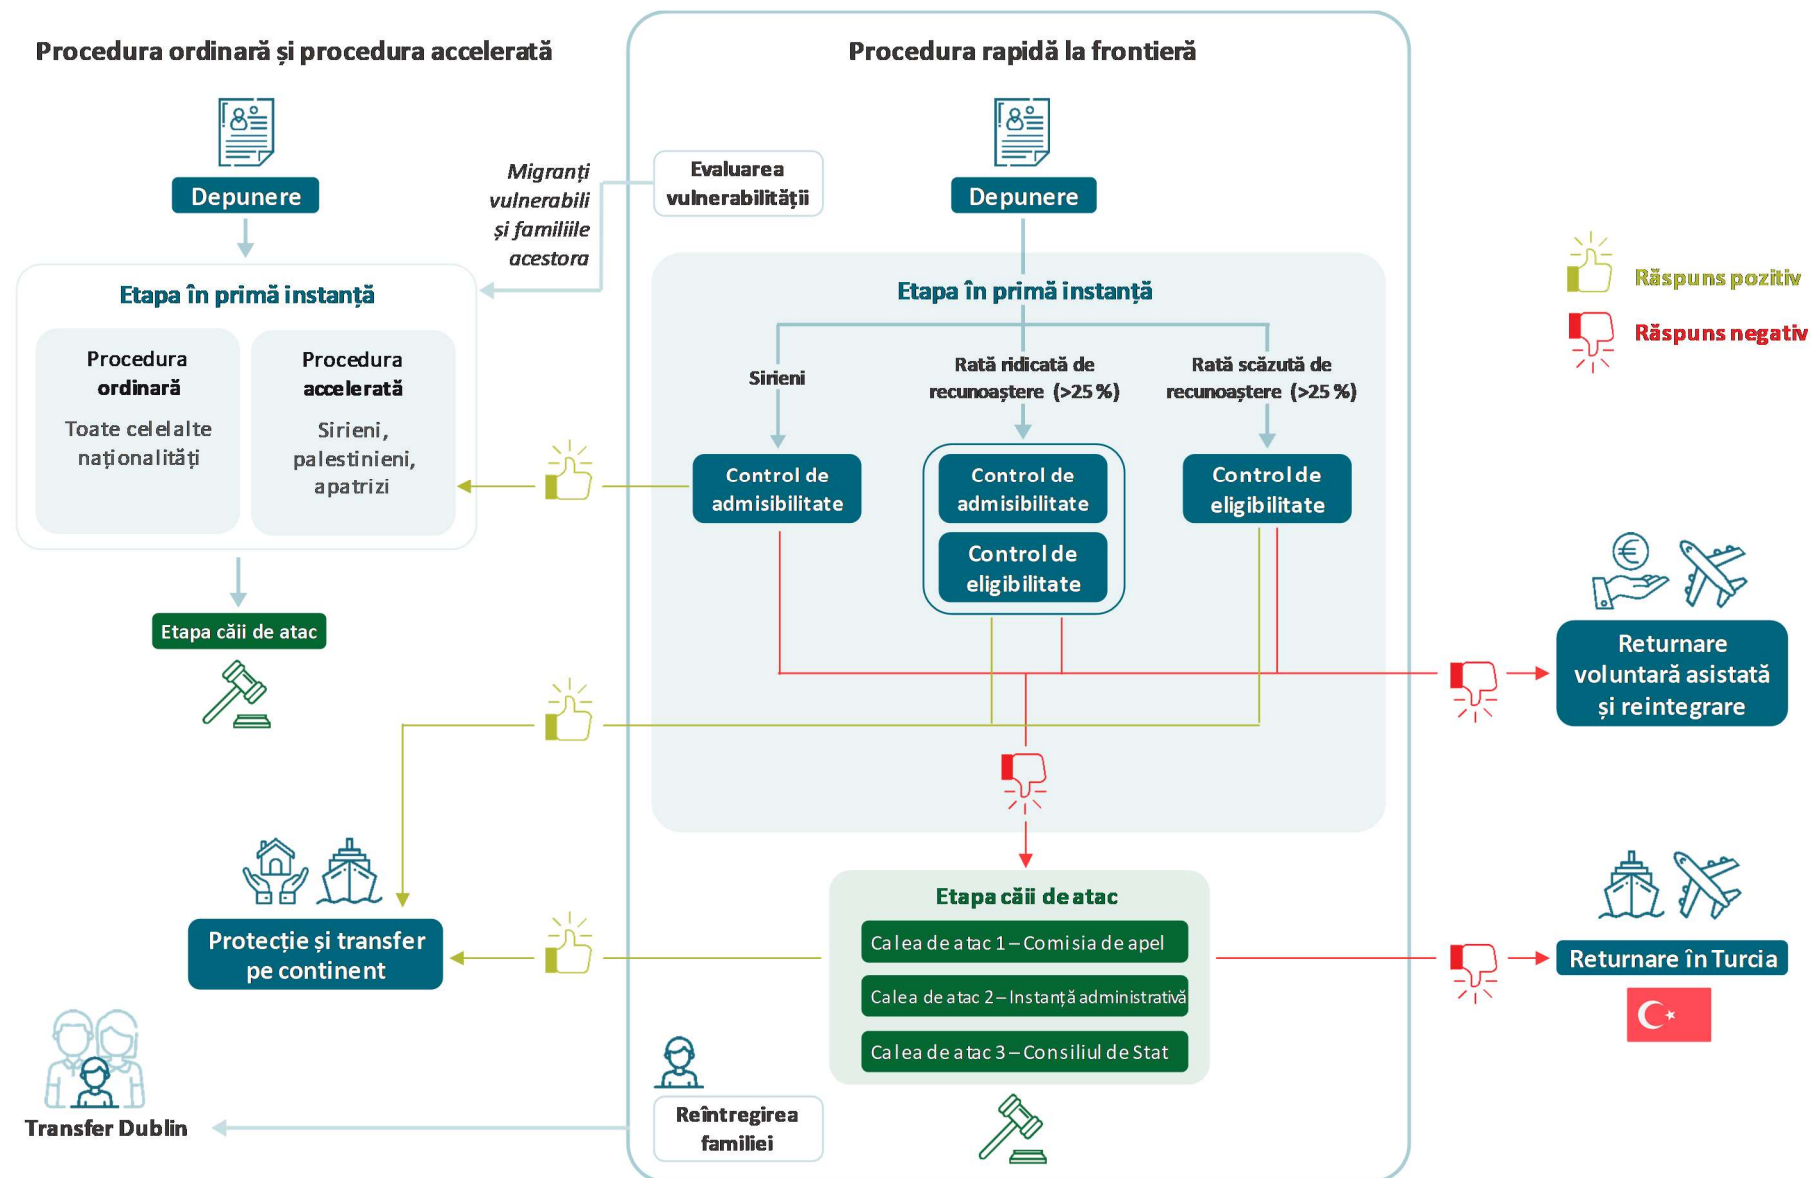 Procedura ordinară și procedura accelerată
Depunere
Etapa în primă instanță
Procedura
ordinară
Toate celelalte
naționalități
Procedura
accelerată
Sirieni,
palestinieni,
apatrizi
Etapa căii de atac
Migranți
vulnerabili
și familiile
acestora
Procedura rapidă la frontieră
Evaluarea
vulnerabilității
Depunere
Etapa în primă instanță
Sirieni
Rată ridicată de
recunoaștere (>25 %)
Rată scăzută de
recunoaștere (>25 %)
Control de
admisibilitate
Control de
admisibilitate
Control de
eligibilitate
Control de
eligibilitate
Etapa căii de atac
Calea de atac 1 – Comisia de apel
Calea de atac 2 – Instanță administrativă
Calea de atac 3 – Consiliul de Stat
Reîntregirea
familiei
Protecție și transfer
pe continent
Transfer Dublin
Răspuns pozitiv
Răspuns negativ
€
Returnare
voluntară asistată
și reintegrare
Returnare în Turcia